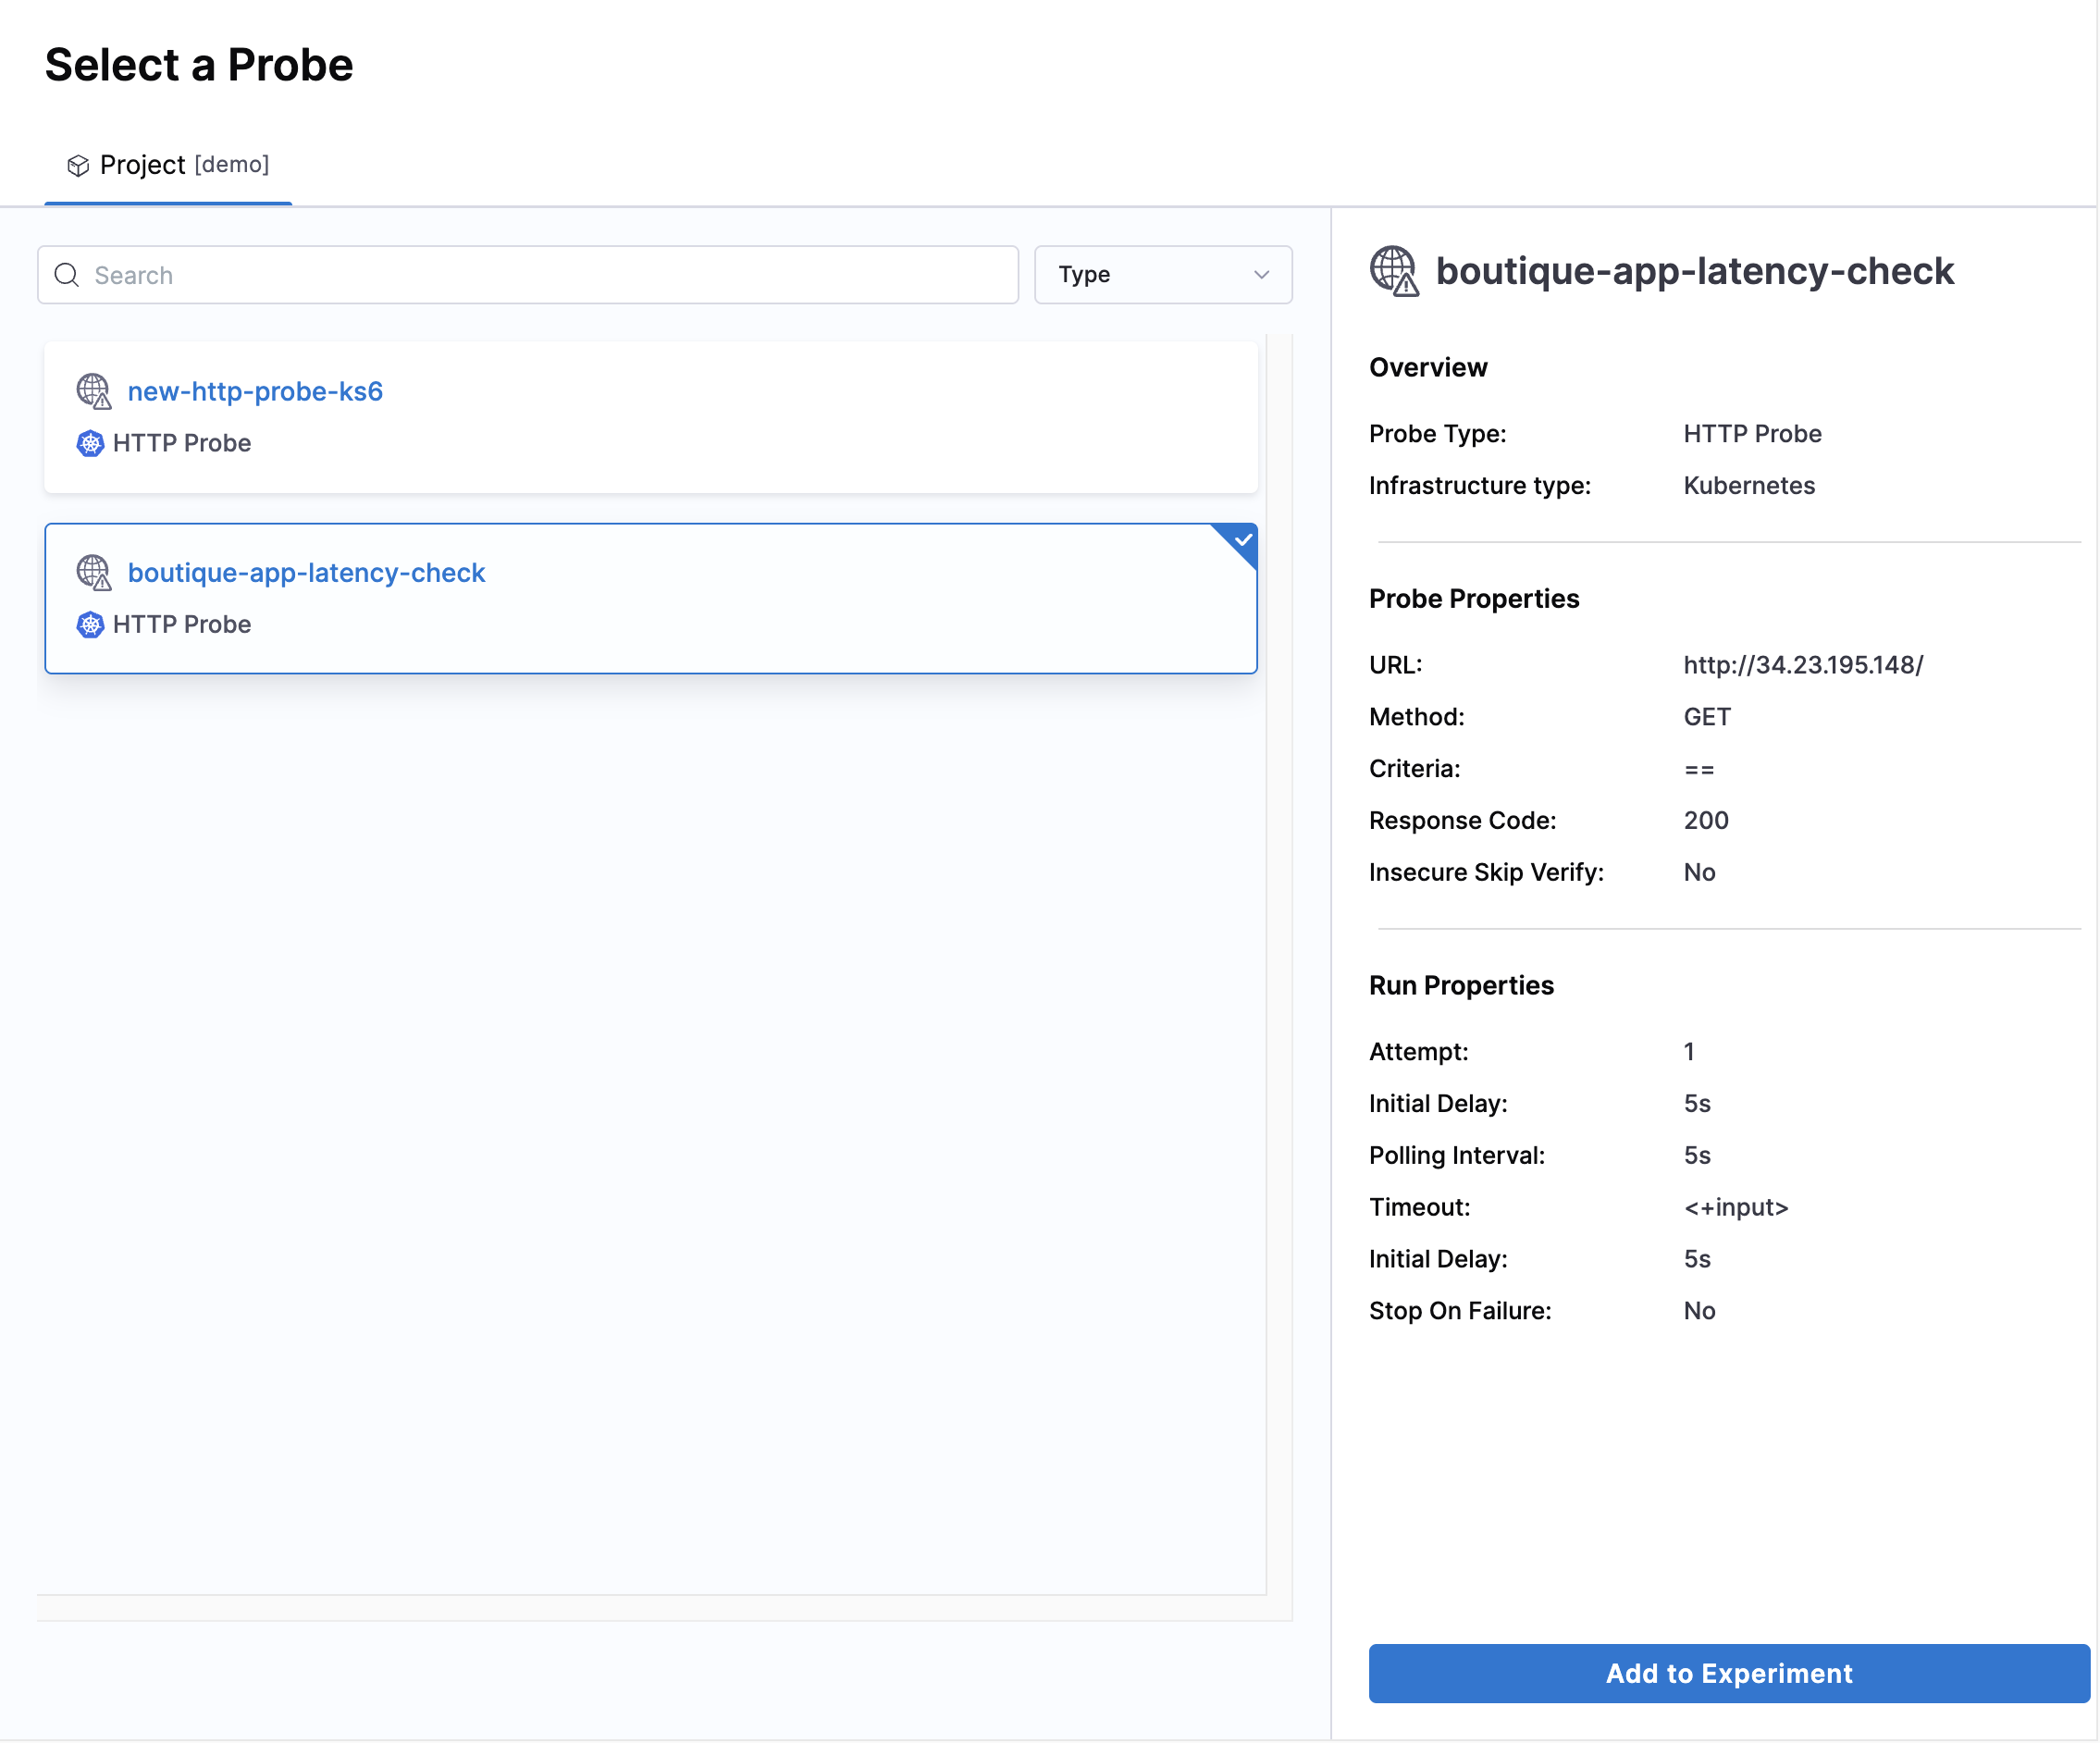 Select a Probe
Project [demo]
Search
Type
new-http-probe-ks6
HTTP Probe
boutique-app-latency-check
HTTP Probe
boutique-app-latency-check
Overview
Probe Type: HTTP Probe
Infrastructure type: Kubernetes
Probe Properties
URL: http://34.23.195.148/
Method: GET
Criteria: ==
Response Code: 200
Insecure Skip Verify: No
Run Properties
Attempt: 1
Initial Delay: 5s
Polling Interval: 5s
Timeout: <+input>
Initial Delay: 5s
Stop On Failure: No
Add to Experiment